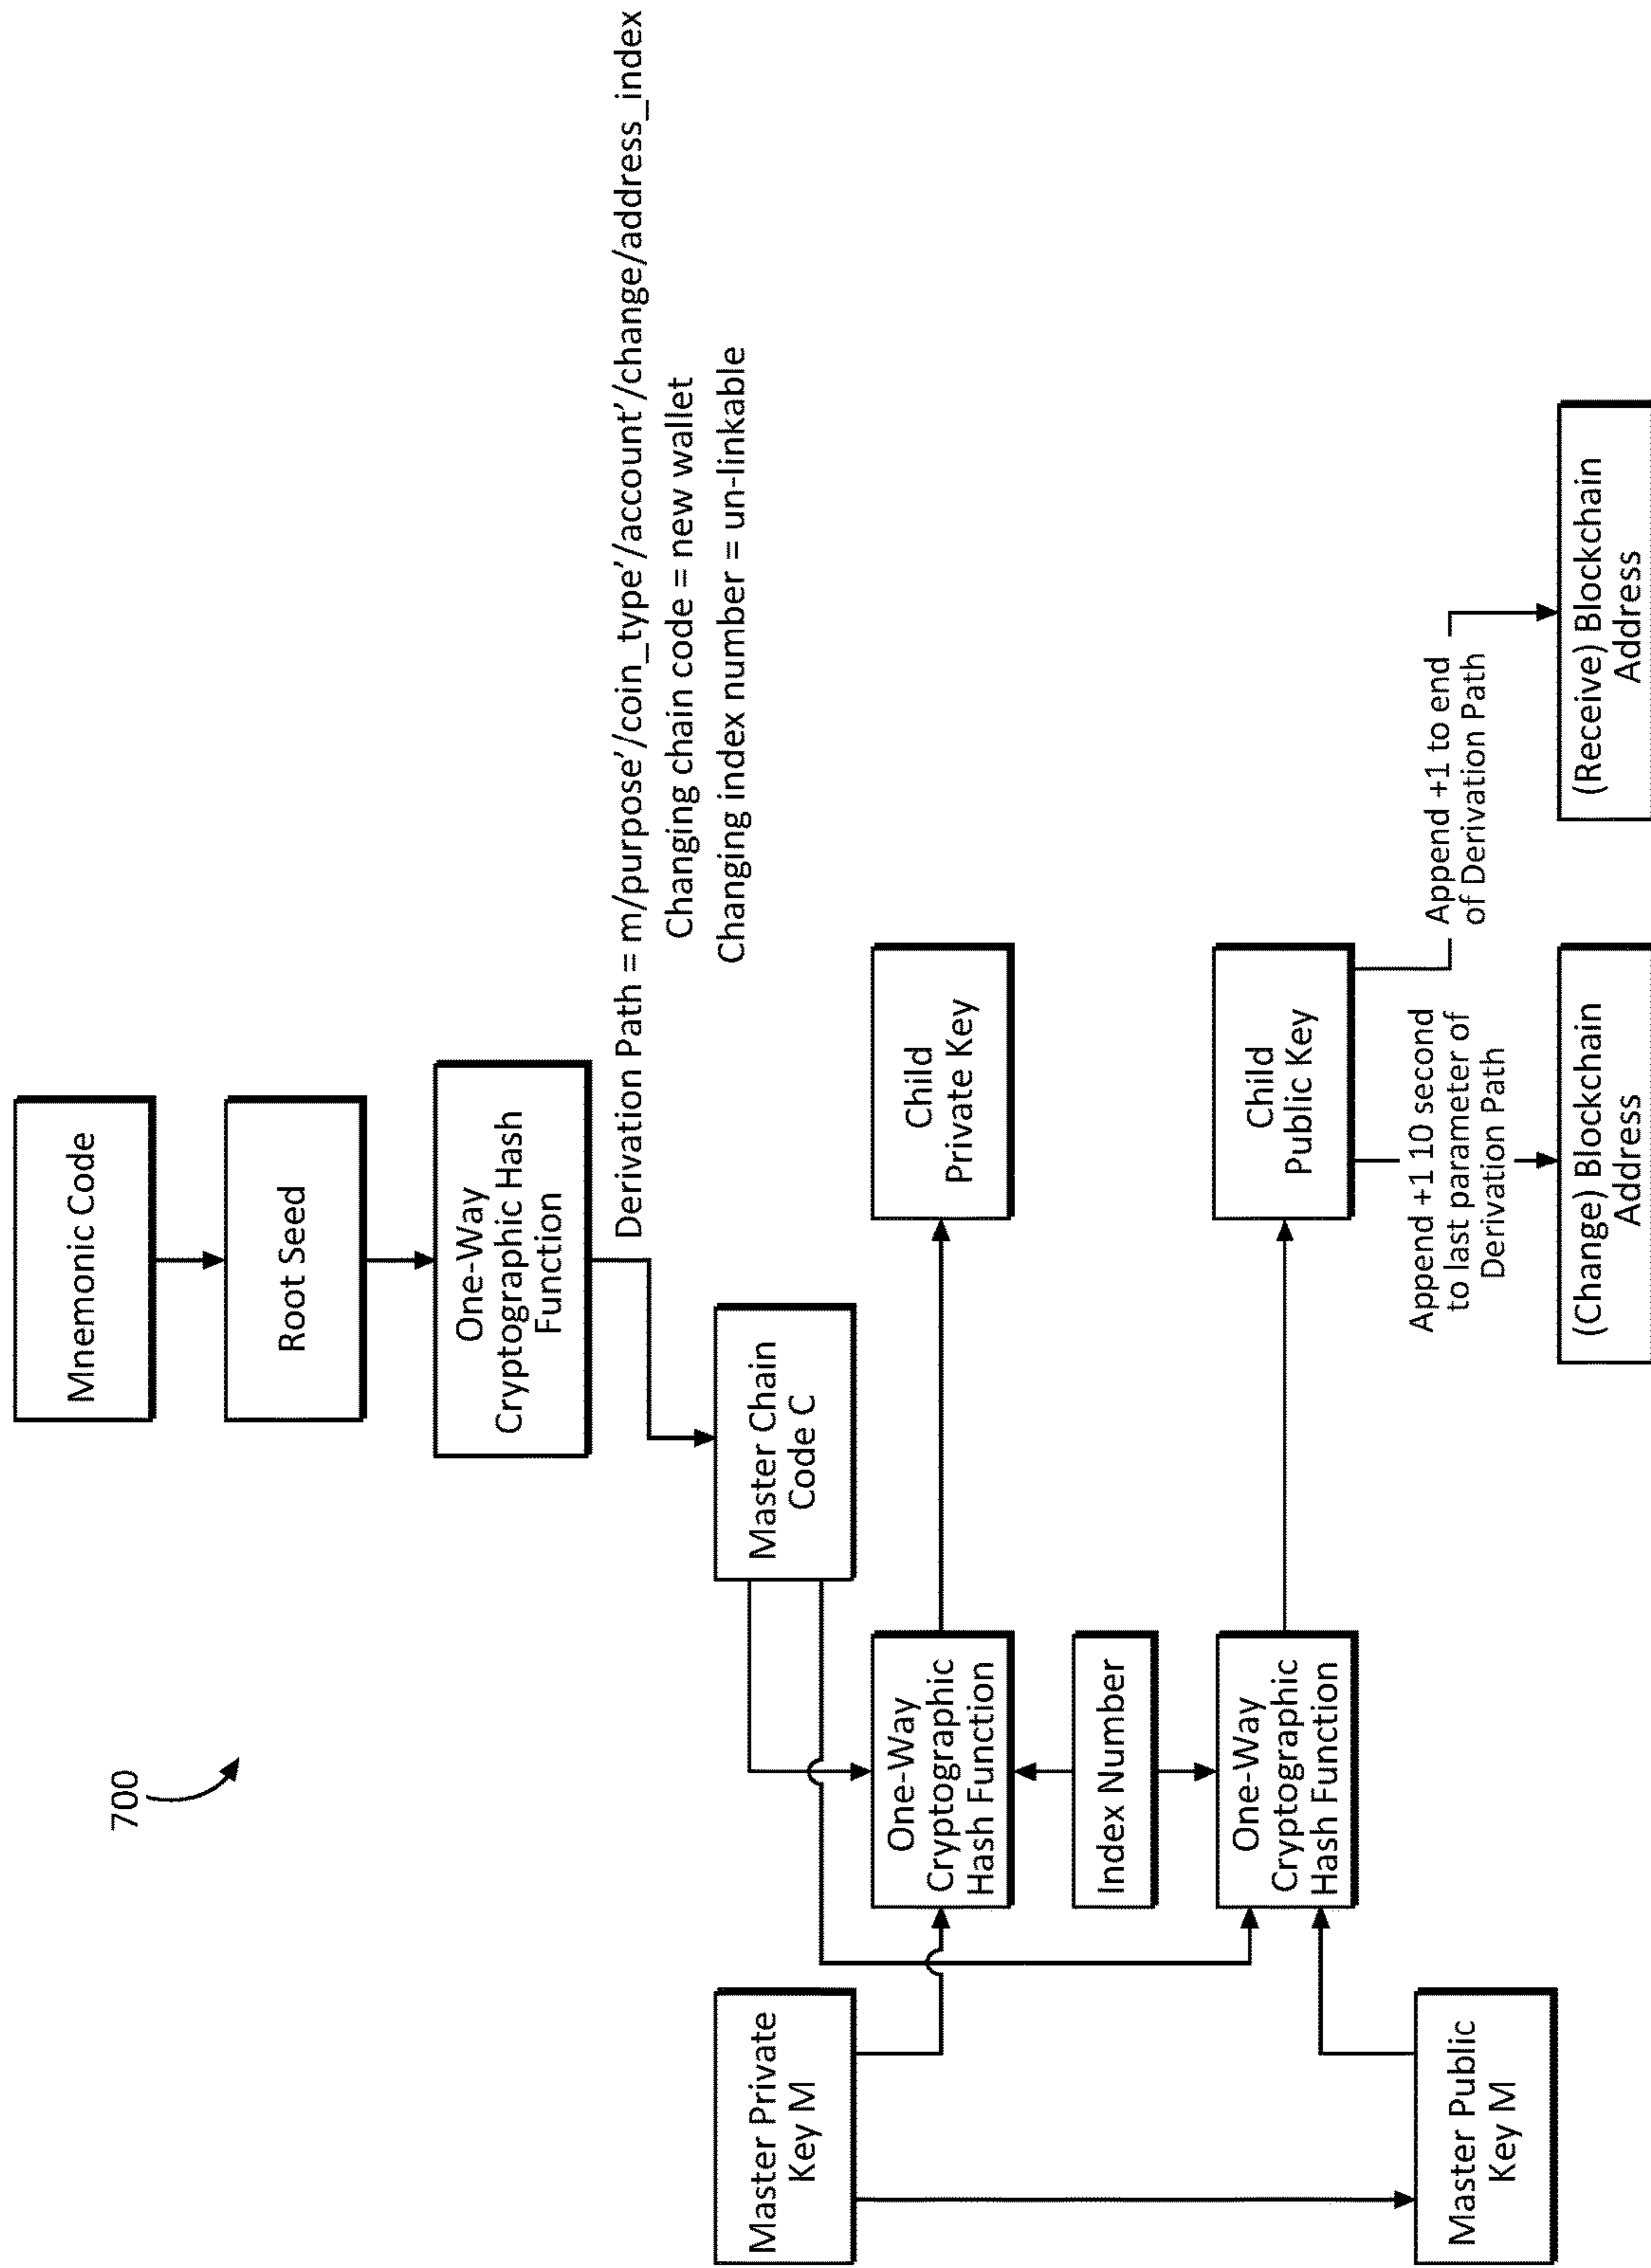 700
Mnemonic Code
Root Seed
One-Way
Cryptographic Hash
Function
Derivation Path = m/purpose’/coin_type’/account’/change/address_index
Changing chain code = new wallet
Changing index number = un-linkable
Master Private
Key M
Master Chain
Code C
One-Way
Cryptographic
Hash Function
Child
Private Key
Index Number
One-Way
Cryptographic
Hash Function
Child
Public Key
Master Public
Key M
Append +1 10 second
to last parameter of
Derivation Path
Append +1 to end
of Derivation Path
(Change) Blockchain
Address
(Receive) Blockchain
Address